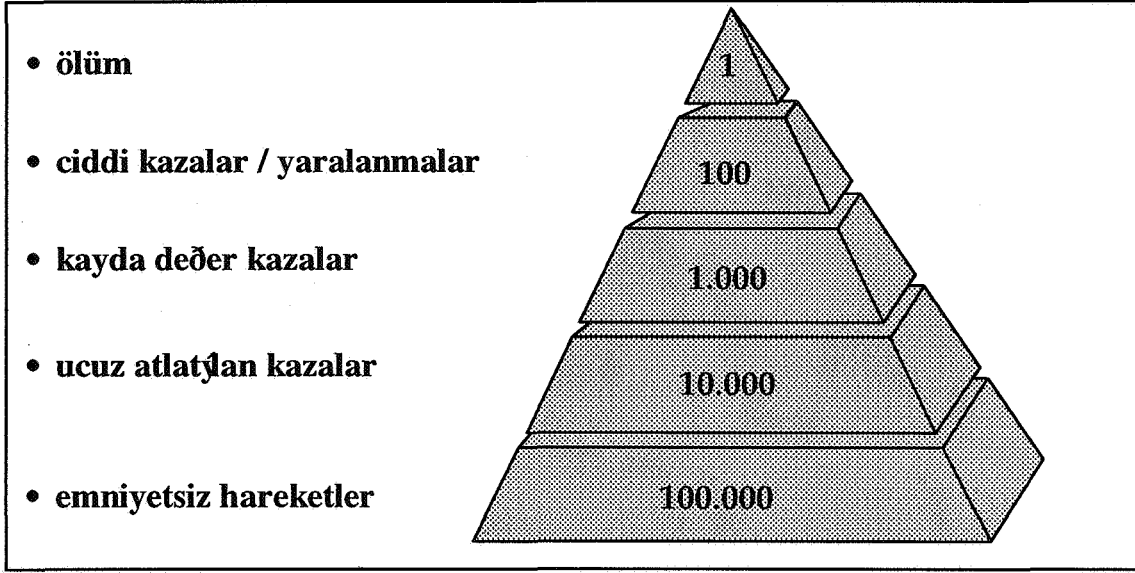 • ölüm
1
• ciddi kazalar / yaralanmalar
100
• kayda deðer kazalar
1.000
• ucuz atlatýlan kazalar
10.000
• emniyetsiz hareketler
100.000